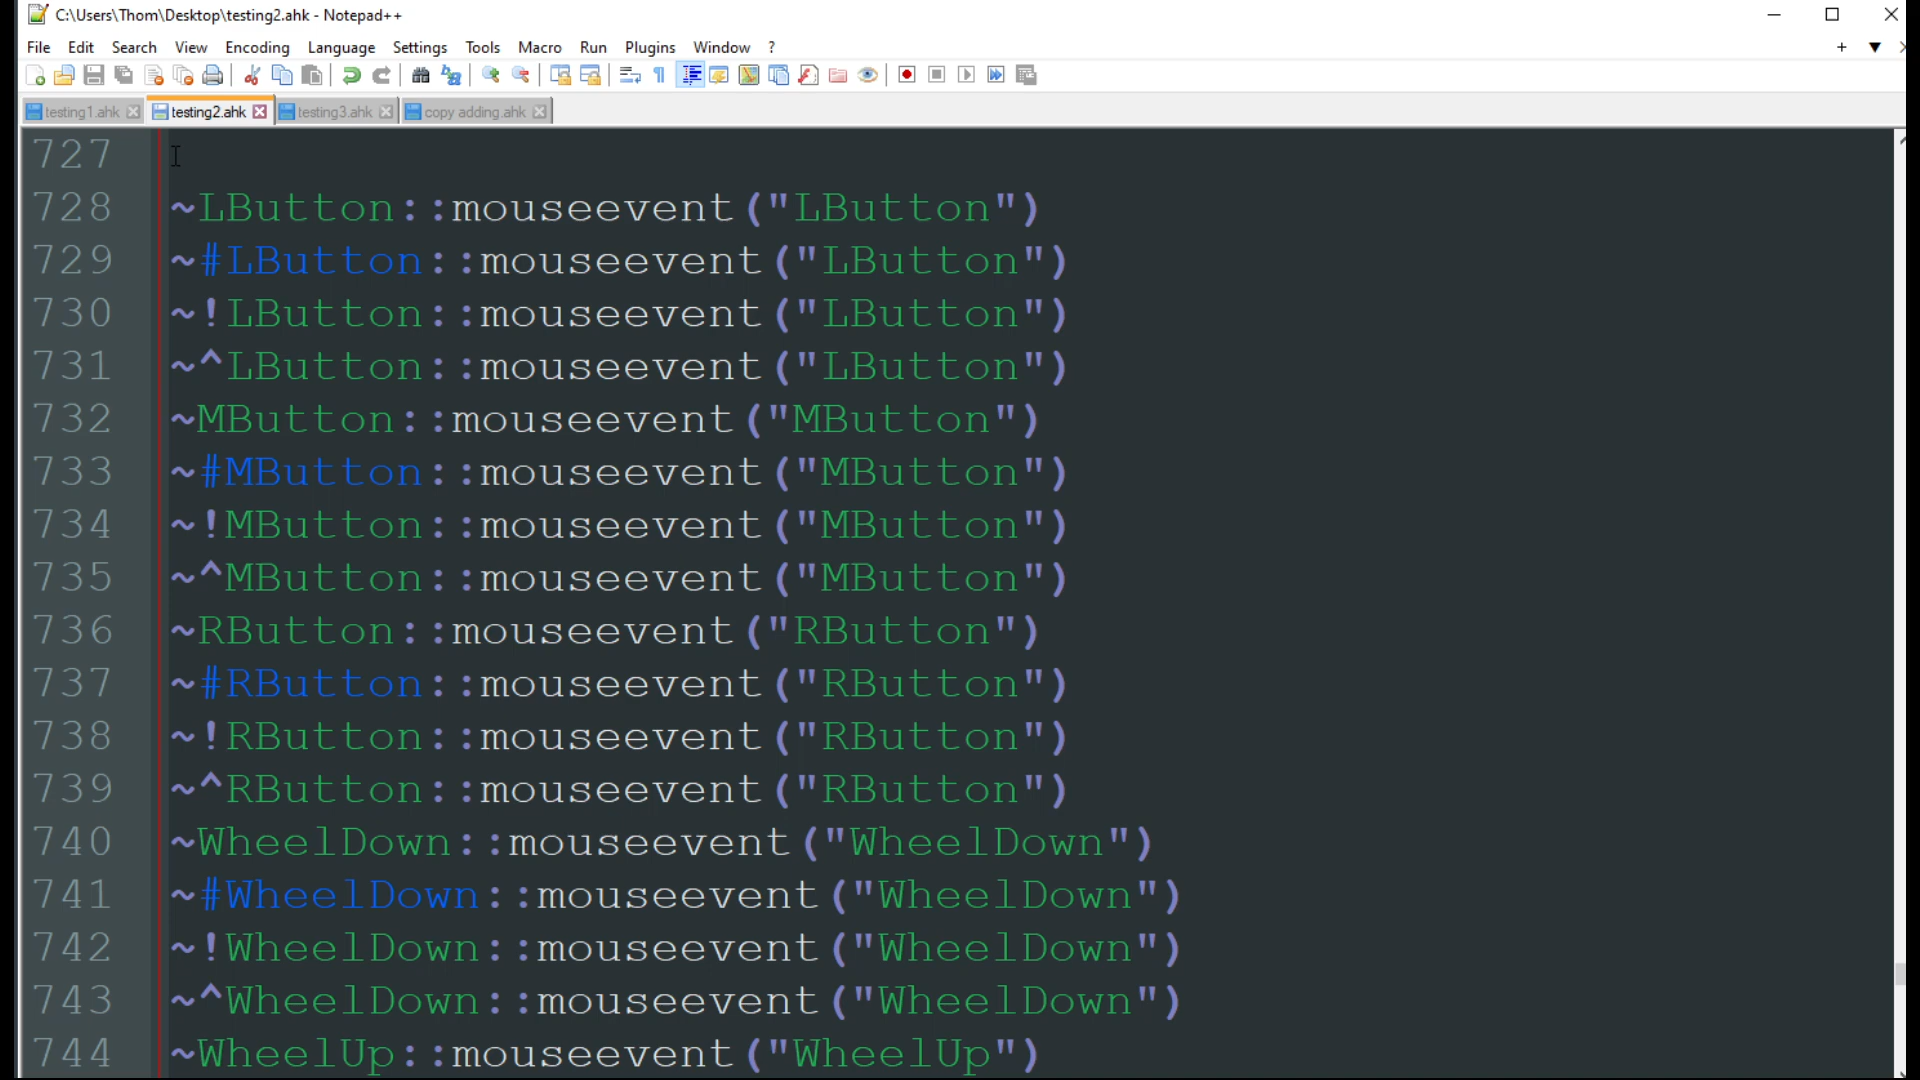 C:\Users\Thom\Desktop\testing2.ahk - Notepad++
File Edit Search View Encoding Language Settings Tools Macro Run Plugins Window ?
testing1.ahk testing2.ahk testing3.ahk copy adding.ahk
727
728 ~LButton::mouseevent("LButton")
729 ~#LButton::mouseevent("LButton")
730 ~!LButton::mouseevent("LButton")
731 ~^LButton::mouseevent("LButton")
732 ~MButton::mouseevent("MButton")
733 ~#MButton::mouseevent("MButton")
734 ~!MButton::mouseevent("MButton")
735 ~^MButton::mouseevent("MButton")
736 ~RButton::mouseevent("RButton")
737 ~#RButton::mouseevent("RButton")
738 ~!RButton::mouseevent("RButton")
739 ~^RButton::mouseevent("RButton")
740 ~WheelDown::mouseevent("WheelDown")
741 ~#WheelDown::mouseevent("WheelDown")
742 ~!WheelDown::mouseevent("WheelDown")
743 ~^WheelDown::mouseevent("WheelDown")
744 ~WheelUp::mouseevent("WheelUp")